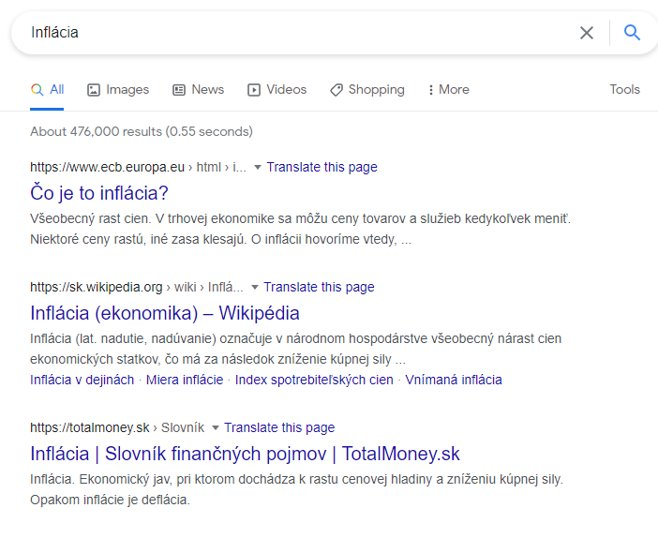 Inflácia
All Images News Videos Shopping More Tools
About 476,000 results (0.55 seconds)
https://www.ecb.europa.eu › html › i... Translate this page
Čo je to inflácia?
Všeobecný rast cien. V trhovej ekonomike sa môžu ceny tovarov a služieb kedykoľvek meniť.
Niektoré ceny rastú, iné zasa klesajú. O inflácii hovoríme vtedy, ...
https://sk.wikipedia.org › wiki › Inflá... Translate this page
Inflácia (ekonomika) – Wikipédia
Inflácia (lat. nadutie, nadúvanie) označuje v národnom hospodárstve všeobecný nárast cien
ekonomických statkov, čo má za následok zníženie kúpnej sily ...
Inflácia v dejinách · Miera inflácie · Index spotrebiteľských cien · Vnímaná inflácia
https://totalmoney.sk › Slovník Translate this page
Inflácia | Slovník finančných pojmov | TotalMoney.sk
Inflácia. Ekonomický jav, pri ktorom dochádza k rastu cenovej hladiny a zníženiu kúpnej sily.
Opakom inflácie je deflácia.